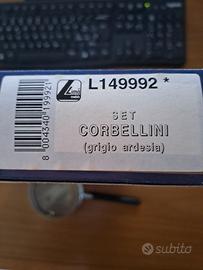 L149992 *
8 004340 199921
SET
CORBELLINI
(grigio ardesia)
subito